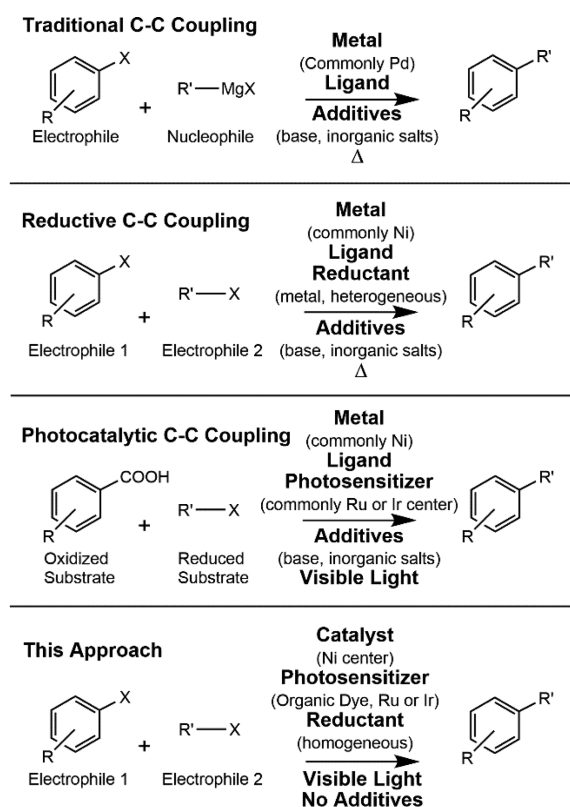 Traditional C-C Coupling
X
R
+
R'—MgX
Electrophile
Nucleophile
Metal
(Commonly Pd)
Ligand
Additives
(base, inorganic salts)
Δ
R'
R
Reductive C-C Coupling
X
R
+
R'—X
Electrophile 1
Electrophile 2
Metal
(commonly Ni)
Ligand
Reductant
(metal, heterogeneous)
Additives
(base, inorganic salts)
Δ
R'
R
Photocatalytic C-C Coupling
COOH
R
+
R'—X
Oxidized
Substrate
Reduced
Substrate
Metal
(commonly Ni)
Ligand
Photosensitizer
(commonly Ru or Ir center)
Additives
(base, inorganic salts)
Visible Light
R'
R
This Approach
X
R
+
R'—X
Electrophile 1
Electrophile 2
Catalyst
(Ni center)
Photosensitizer
(Organic Dye, Ru or Ir)
Reductant
(homogeneous)
Visible Light
No Additives
R'
R